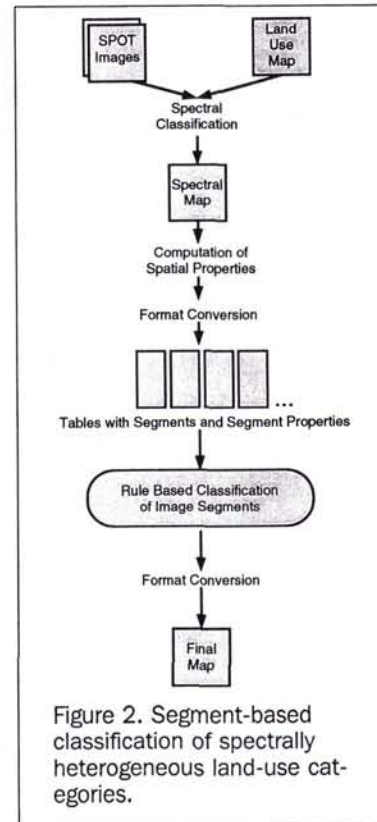 SPOT
Images
Land
Use
Map
Spectral
Classification
Spectral
Map
Computation of
Spatial Properties
Format Conversion
...
Tables with Segments and Segment Properties
Rule Based Classification
of Image Segments
Format Conversion
Final
Map
Figure 2. Segment-based
classification of spectrally
heterogeneous land-use cat-
egories.